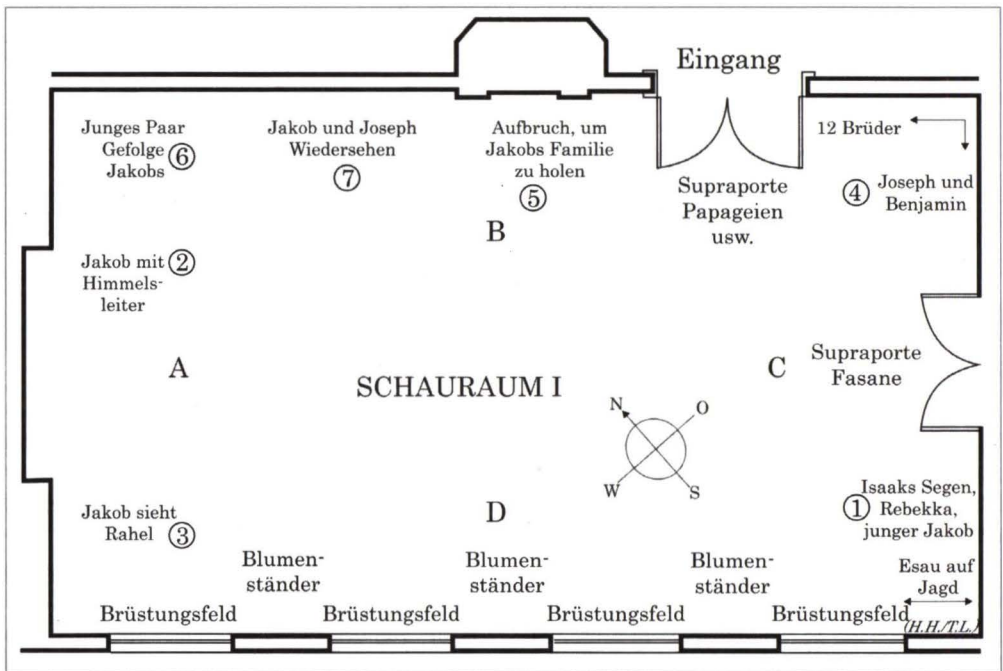 Eingang
Junges Paar
Gefolge
Jakobs
6
Jakob und Joseph
Wiedersehen
7
Aufbruch, um
Jakobs Familie
zu holen
5
12 Brüder
4
Joseph und
Benjamin
Supraporte
Papageien
usw.
B
Jakob mit
Himmels-
leiter
2
A
SCHAURAUM I
C
Supraporte
Fasane
N
O
W
S
Jakob sieht
Rahel
3
D
1
Isaaks Segen,
Rebekka,
junger Jakob
Esau auf
Jagd
(H.H./T.L.)
Blumen-
ständer
Blumen-
ständer
Blumen-
ständer
Brüstungsfeld
Brüstungsfeld
Brüstungsfeld
Brüstungsfeld